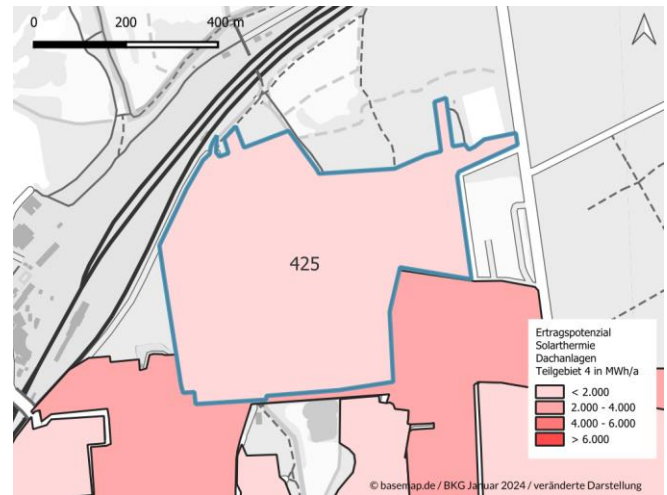 0 200 400 m
425
Ertragspotenzial
Solarthermie
Dachanlagen
Teilgebiet 4 in MWh/a
< 2.000
2.000 - 4.000
4.000 - 6.000
> 6.000
© basemap.de / BKG Januar 2024 / veränderte Darstellung